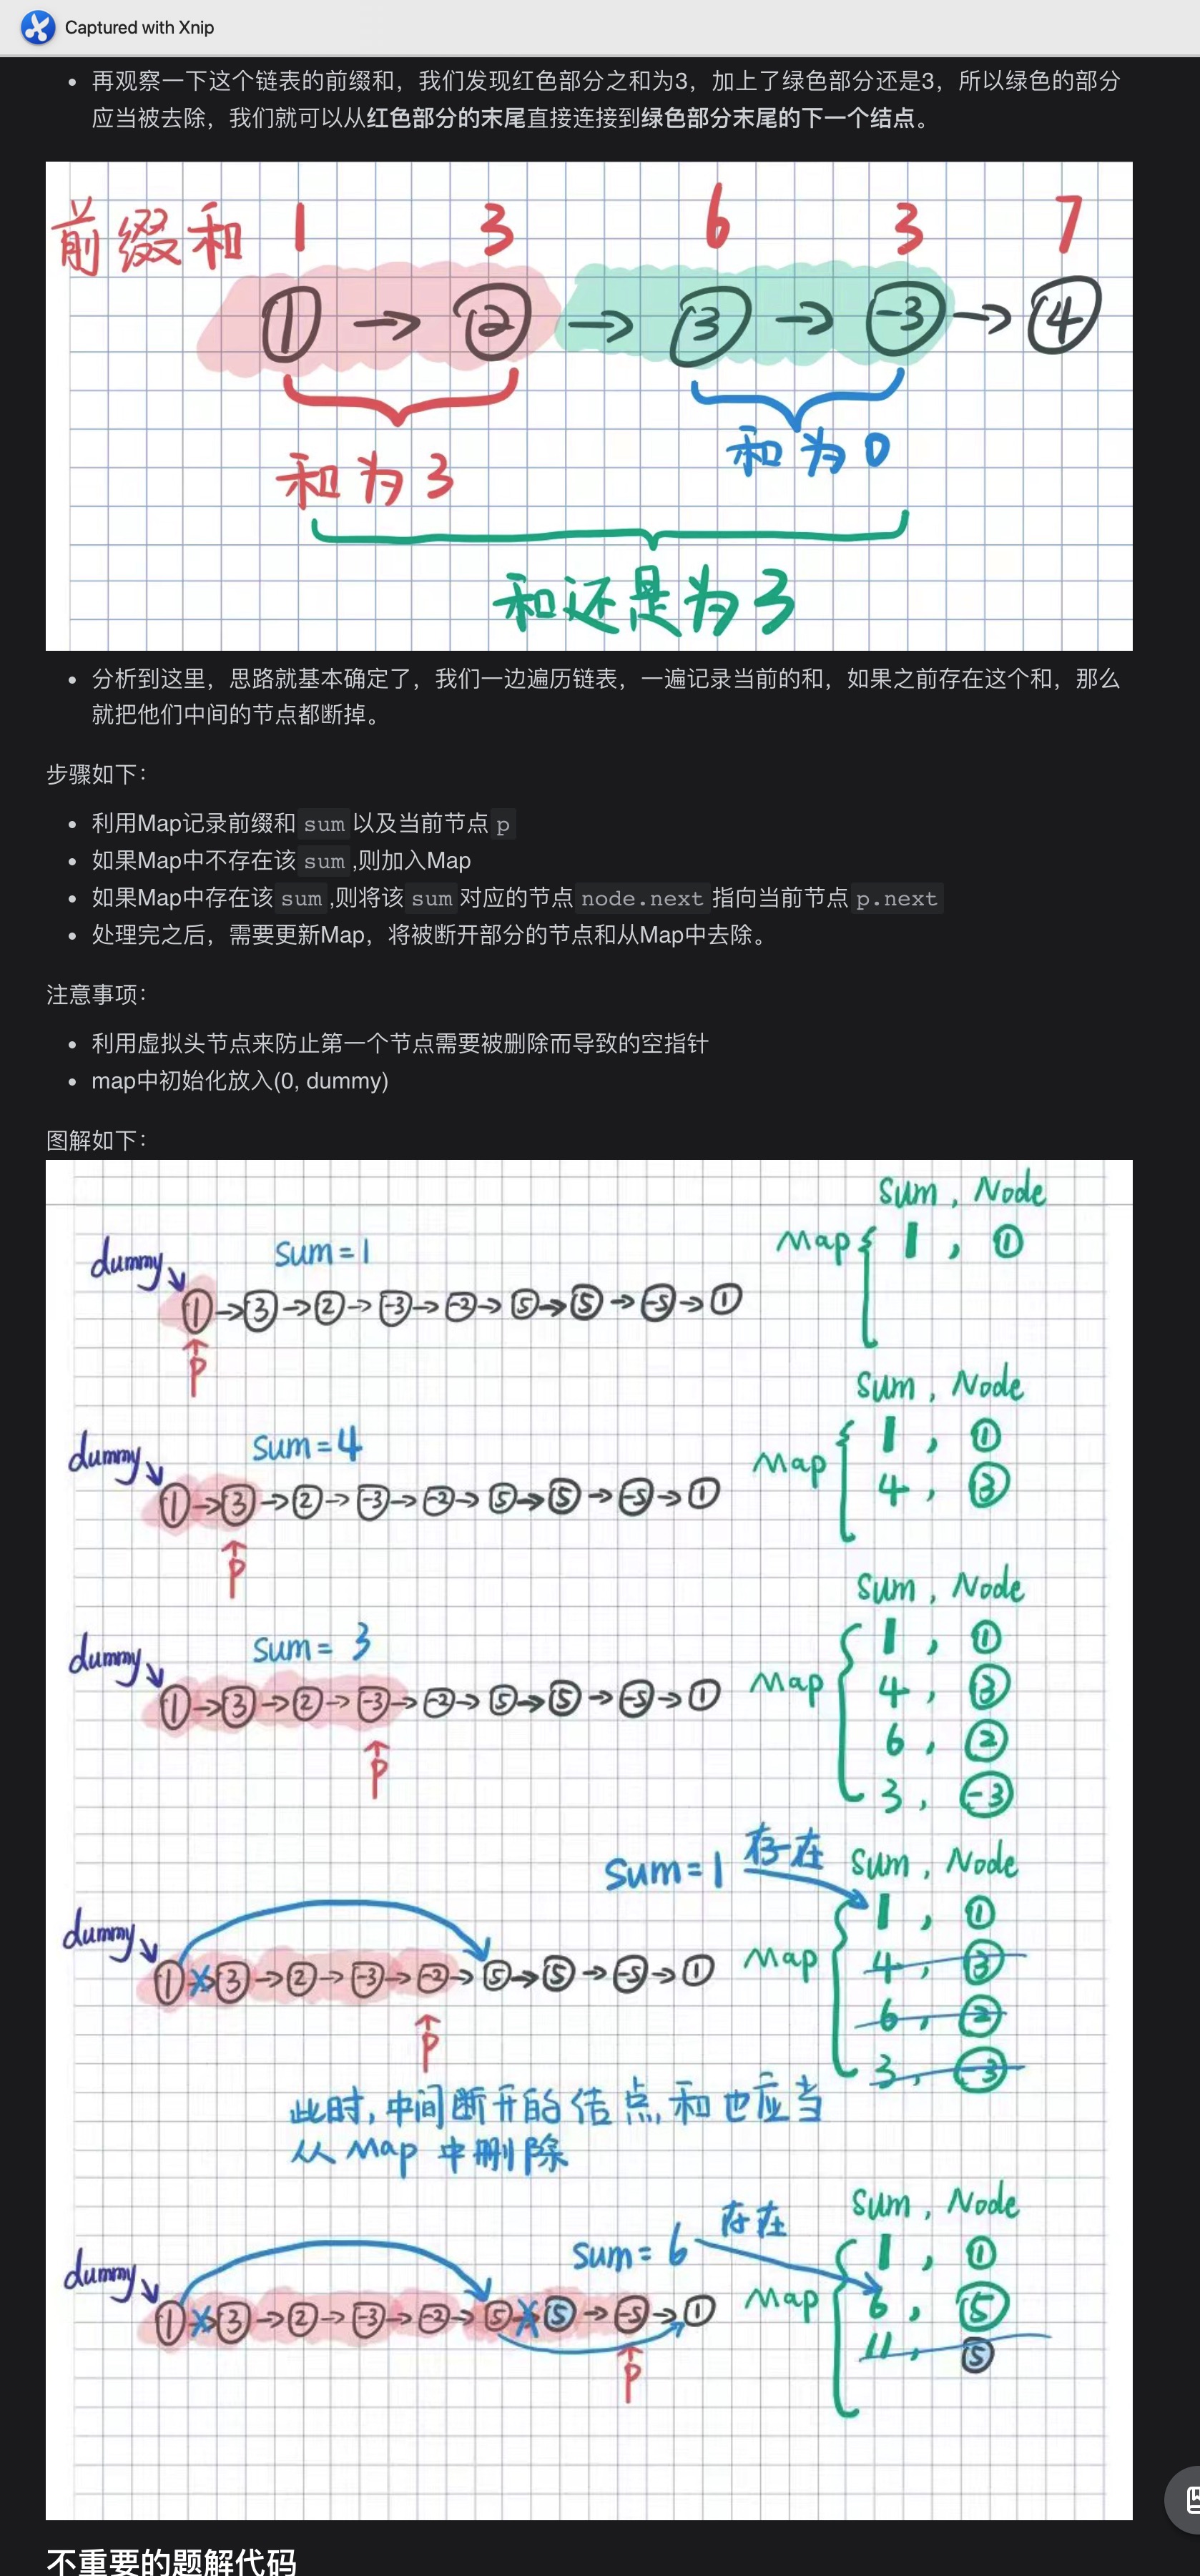 Captured with Xnip
再观察一下这个链表的前缀和，我们发现红色部分之和为3，加上了绿色部分还是3，所以绿色的部分
应当被去除，我们就可以从红色部分的末尾直接连接到绿色部分末尾的下一个结点。
前缀和 1 3 6 3 7
1 → 2 → 3 → -3 → 4
和为3
和为0
和还是为3
分析到这里，思路就基本确定了，我们一边遍历链表，一遍记录当前的和，如果之前存在这个和，那么
就把他们中间的节点都断掉。
步骤如下：
利用Map记录前缀和 sum 以及当前节点 p
如果Map中不存在该 sum ,则加入Map
如果Map中存在该 sum ,则将该 sum 对应的节点 node.next 指向当前节点 p.next
处理完之后，需要更新Map，将被断开部分的节点和从Map中去除。
注意事项：
利用虚拟头节点来防止第一个节点需要被删除而导致的空指针
map中初始化放入(0, dummy)
图解如下：
Sum , Node
dummy
Sum = 1
Map { 1 , 1
1 → 3 → 2 → -3 → -2 → 5 → 5 → -5 → 1
P
Sum , Node
dummy
Sum = 4
Map { 1 , 1
4 , 3
1 → 3 → 2 → -3 → -2 → 5 → 5 → -5 → 1
P
Sum , Node
dummy
Sum = 3
Map { 1 , 1
4 , 3
6 , 2
3 , -3
1 → 3 → 2 → -3 → -2 → 5 → 5 → -5 → 1
P
Sum = 1 存在
Sum , Node
dummy
Map { 1 , 1
4 , 3
6 , 2
3 , -3
1 → 3 → 2 → -3 → -2 → 5 → 5 → -5 → 1
P
此时，中间断开的结点，和也应当
从 Map 中删除
Sum , Node
dummy
Sum = 6 存在
Map { 1 , 1
6 , 5
11 , 5
1 → 3 → 2 → -3 → -2 → 5 → 5 → -5 → 1
P
不重要的题解代码